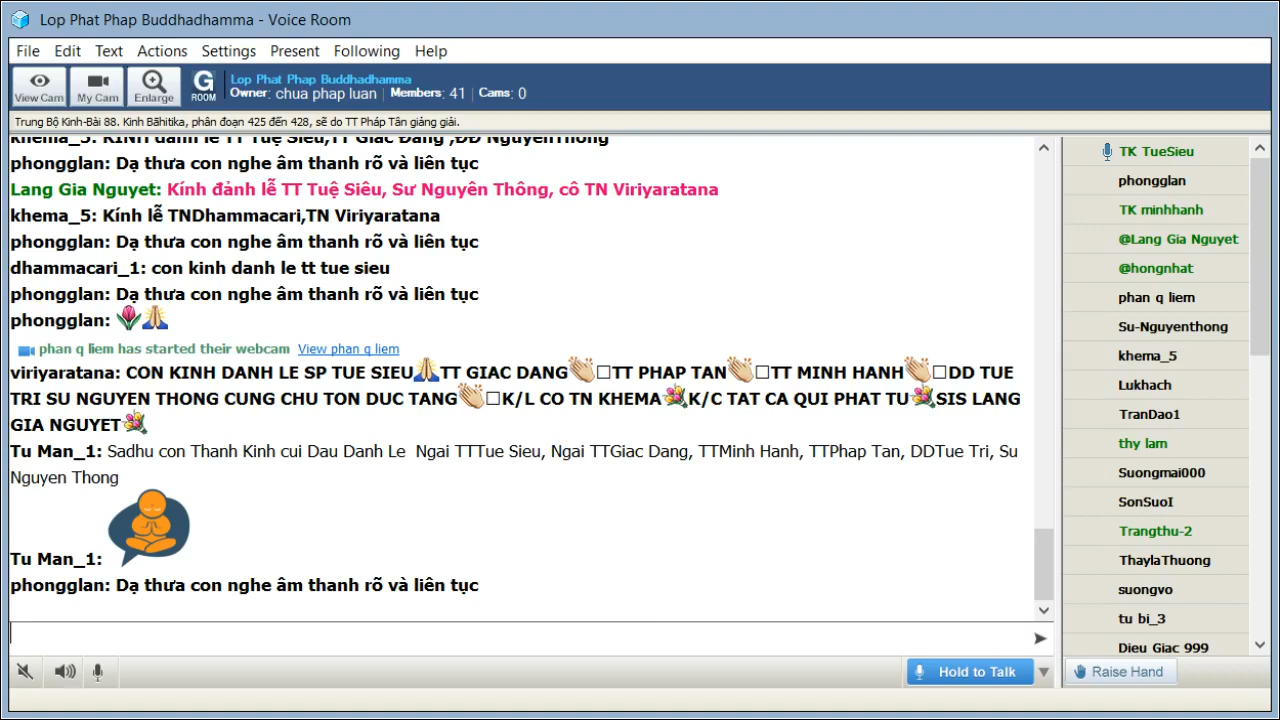 Lop Phat Phap Buddhadhamma - Voice Room
File Edit Text Actions Settings Present Following Help
View Cam My Cam Enlarge G ROOM
Lop Phat Phap Buddhadhamma
Owner: chua phap luan | Members: 41 | Cams: 0
Trung Bộ Kinh-Bài 88. Kinh Bāhitika, phân đoạn 425 đến 428, sẽ do TT Pháp Tân giảng giải.
khema_5: KINH danh le TT Tuệ Siêu,TT Giac Đang ,ĐĐ NguyenThong
phongglan: Dạ thưa con nghe âm thanh rõ và liên tục
Lang Gia Nguyet: Kính đảnh lễ TT Tuệ Siêu, Sư Nguyên Thông, cô TN Viriyaratana
khema_5: Kính lễ TNDhammacari,TN Viriyaratana
phongglan: Dạ thưa con nghe âm thanh rõ và liên tục
dhammacari_1: con kinh danh le tt tue sieu
phongglan: Dạ thưa con nghe âm thanh rõ và liên tục
phongglan: 🌷🙏
phan q liem has started their webcam View phan q liem
viriyaratana: CON KINH DANH LE SP TUE SIEU🙏TT GIAC DANG👏□TT PHAP TAN👏□TT MINH HANH👏□DD TUE
TRI SU NGUYEN THONG CUNG CHU TON DUC TANG👏□K/L CO TN KHEMA💐K/C TAT CA QUI PHAT TU💐SIS LANG
GIA NGUYET💐
Tu Man_1: Sadhu con Thanh Kinh cui Dau Danh Le Ngai TTTue Sieu, Ngai TTGiac Dang, TTMinh Hanh, TTPhap Tan, DDTue Tri, Su
Nguyen Thong
Tu Man_1:
phongglan: Dạ thưa con nghe âm thanh rõ và liên tục
Hold to Talk
TK TueSieu
phongglan
TK minhhanh
@Lang Gia Nguyet
@hongnhat
phan q liem
Su-Nguyenthong
khema_5
Lukhach
TranDao1
thy lam
Suongmai000
SonSuoI
Trangthu-2
ThaylaThuong
suongvo
tu bi_3
Dieu Giac 999
Raise Hand